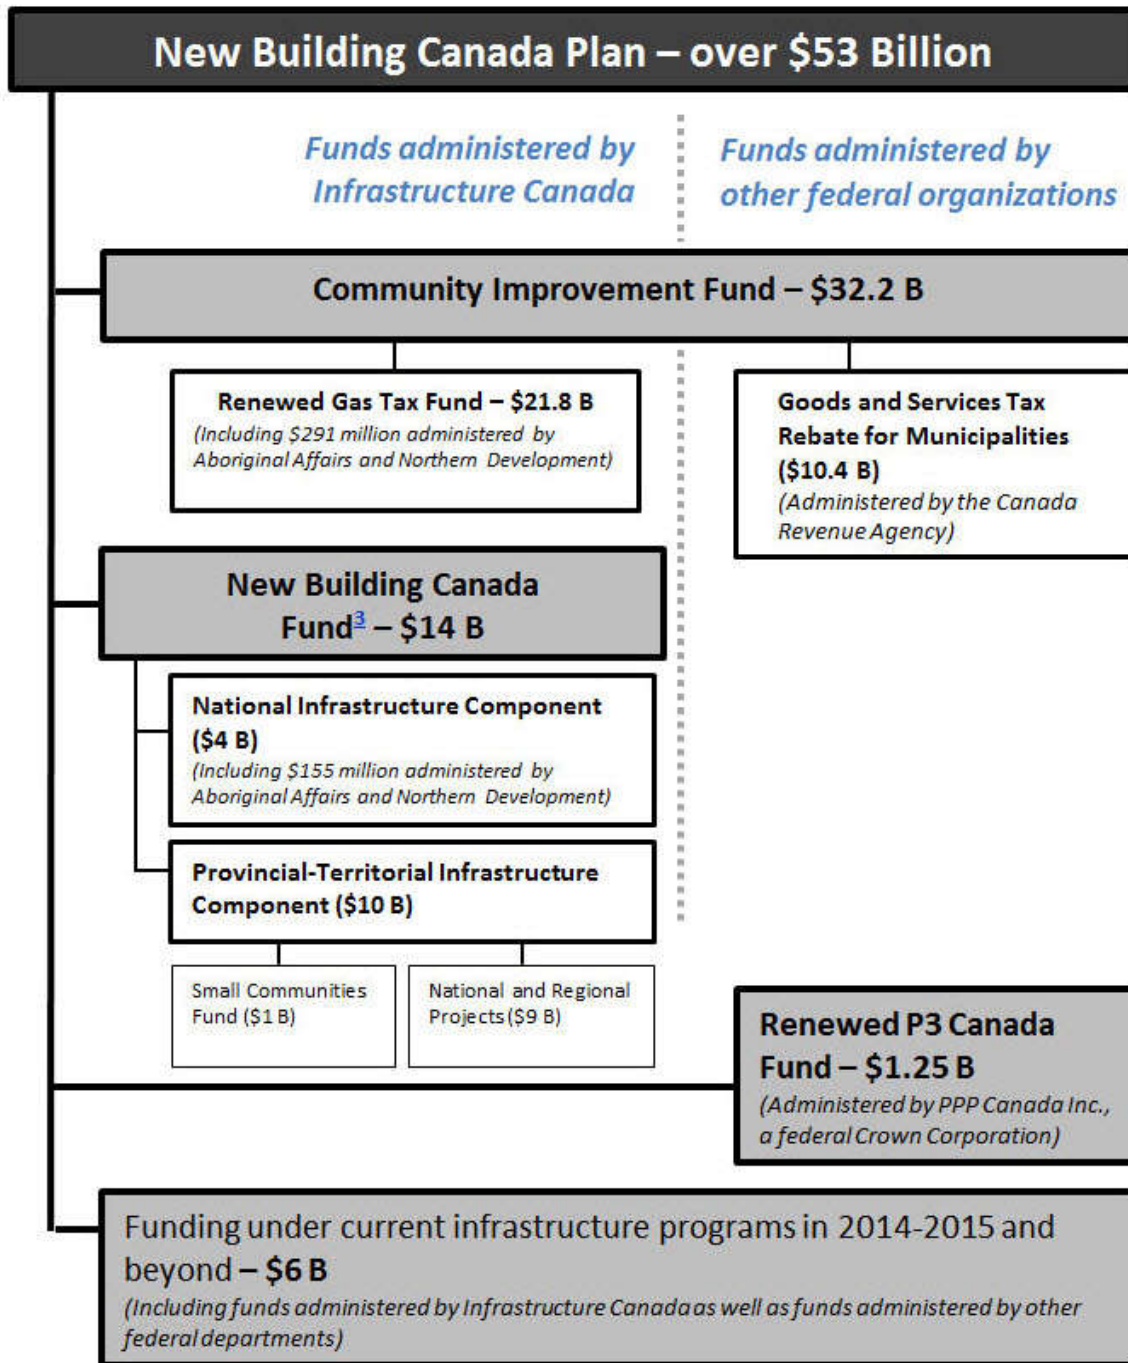 New Building Canada Plan – over $53 Billion
Funds administered by
Infrastructure Canada
Funds administered by
other federal organizations
Community Improvement Fund – $32.2 B
Renewed Gas Tax Fund – $21.8 B
(Including $291 million administered by
Aboriginal Affairs and Northern Development)
Goods and Services Tax
Rebate for Municipalities
($10.4 B)
(Administered by the Canada
Revenue Agency)
New Building Canada
Fund3 – $14 B
National Infrastructure Component
($4 B)
(Including $155 million administered by
Aboriginal Affairs and Northern Development)
Provincial-Territorial Infrastructure
Component ($10 B)
Small Communities
Fund ($1 B)
National and Regional
Projects ($9 B)
Renewed P3 Canada
Fund – $1.25 B
(Administered by PPP Canada Inc.,
a federal Crown Corporation)
Funding under current infrastructure programs in 2014-2015 and
beyond – $6 B
(Including funds administered by Infrastructure Canada as well as funds administered by other
federal departments)